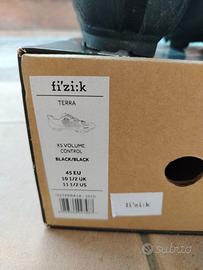 fi'zi:k
TERRA
X5 VOLUME
CONTROL
BLACK/BLACK
45 EU
10 1/2 UK
11 1/2 US
fi'zi:k
subito